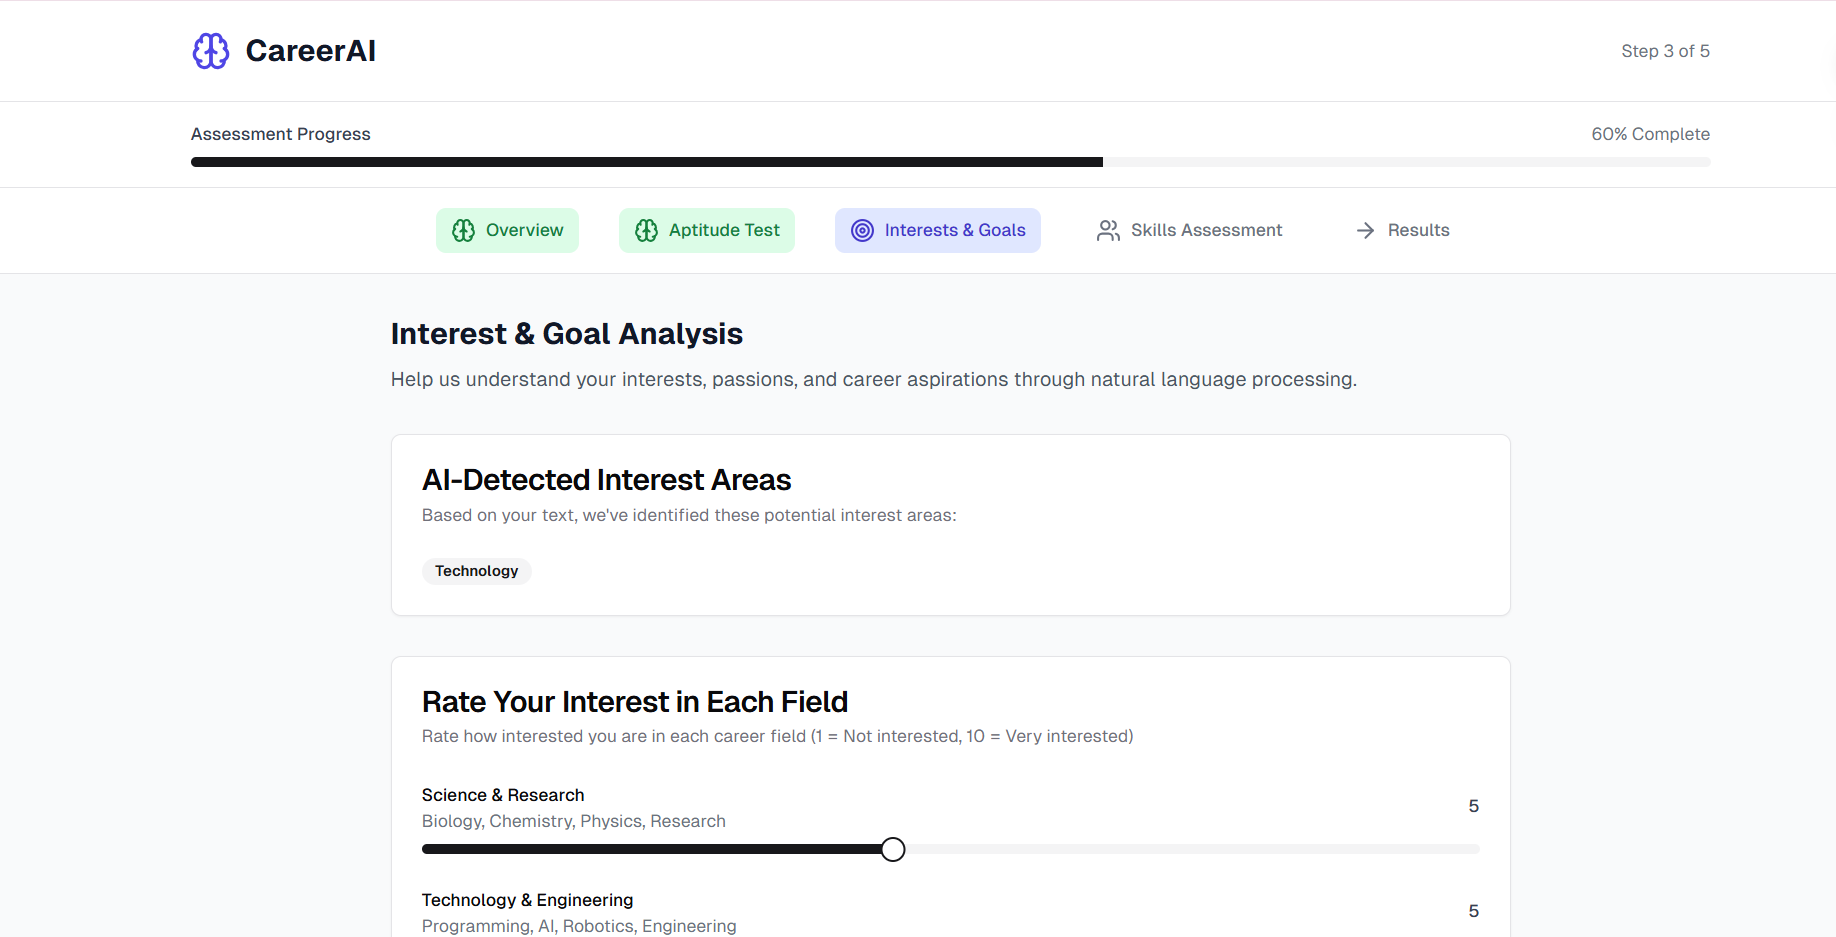 CareerAI
Step 3 of 5
Assessment Progress
60% Complete
Overview
Aptitude Test
Interests & Goals
Skills Assessment
Results
Interest & Goal Analysis
Help us understand your interests, passions, and career aspirations through natural language processing.
AI-Detected Interest Areas
Based on your text, we've identified these potential interest areas:
Technology
Rate Your Interest in Each Field
Rate how interested you are in each career field (1 = Not interested, 10 = Very interested)
Science & Research
5
Biology, Chemistry, Physics, Research
Technology & Engineering
5
Programming, AI, Robotics, Engineering